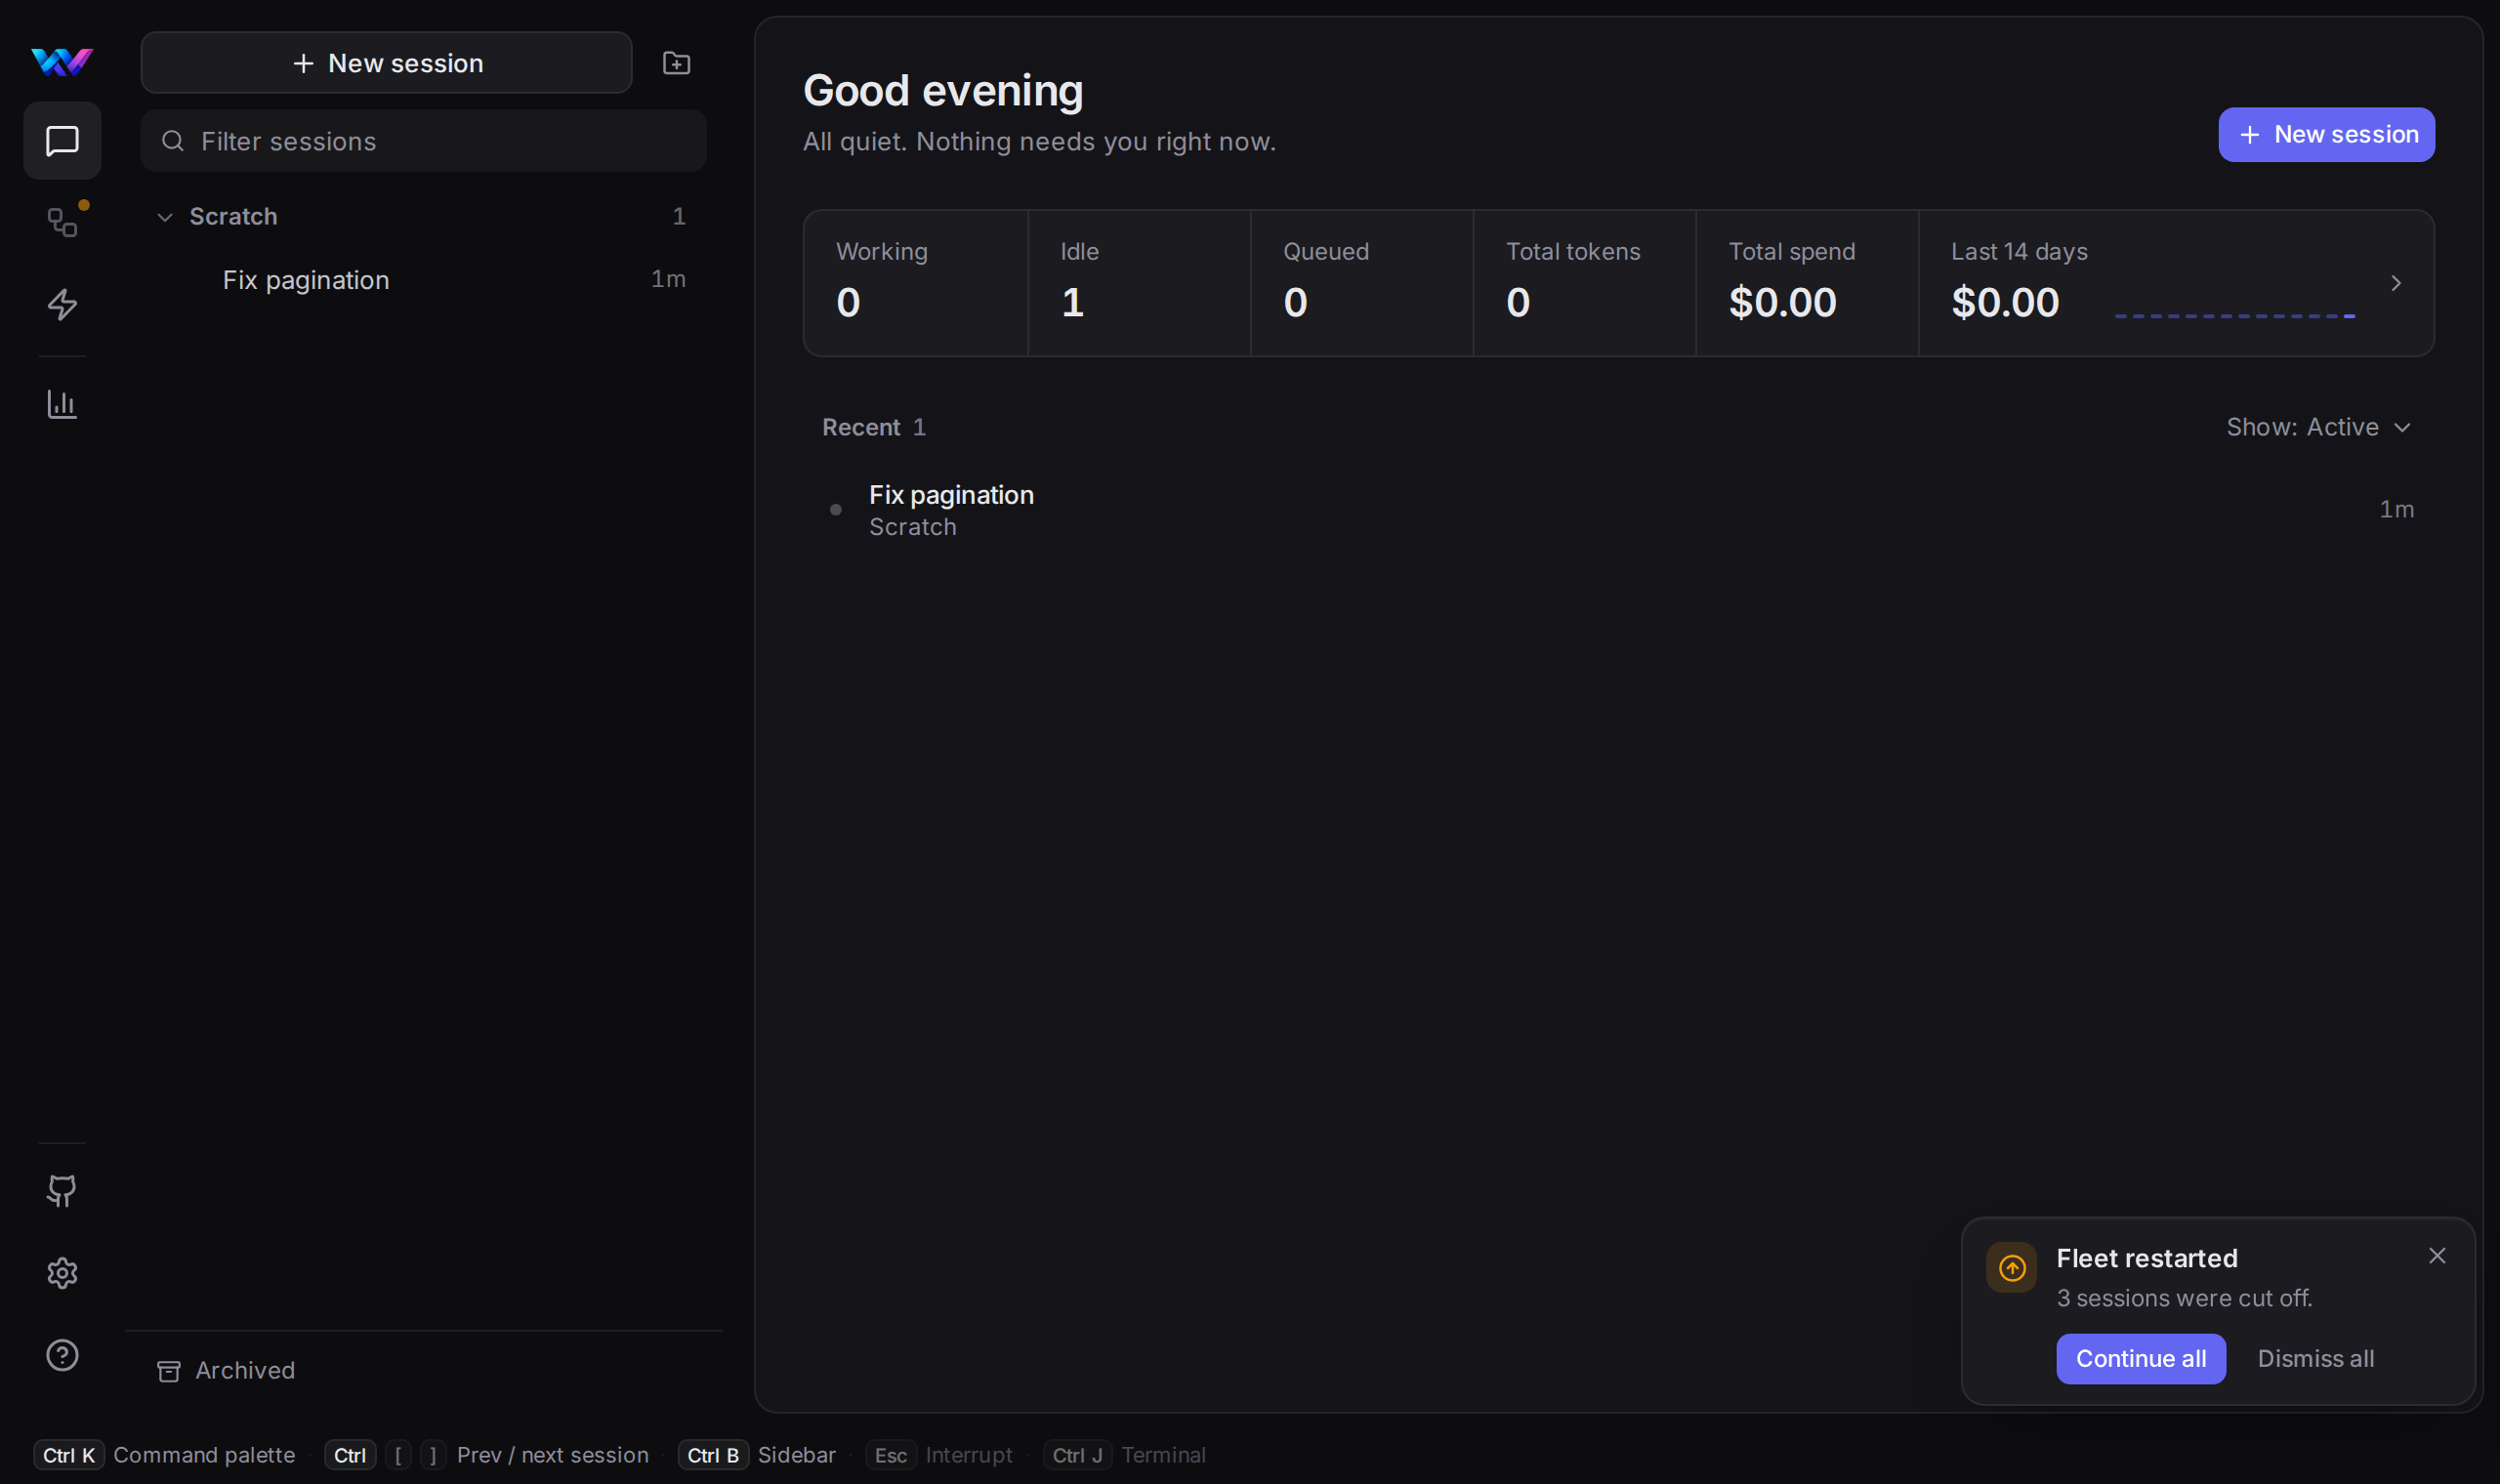 New session
Filter sessions
Scratch 1
Fix pagination 1m
Archived
Good evening
All quiet. Nothing needs you right now.
New session
Working
0
Idle
1
Queued
0
Total tokens
0
Total spend
$0.00
Last 14 days
$0.00
Recent 1
Show: Active
Fix pagination
Scratch
1m
Fleet restarted
3 sessions were cut off.
Continue all Dismiss all
Ctrl K Command palette · Ctrl [ ] Prev / next session · Ctrl B Sidebar · Esc Interrupt · Ctrl J Terminal